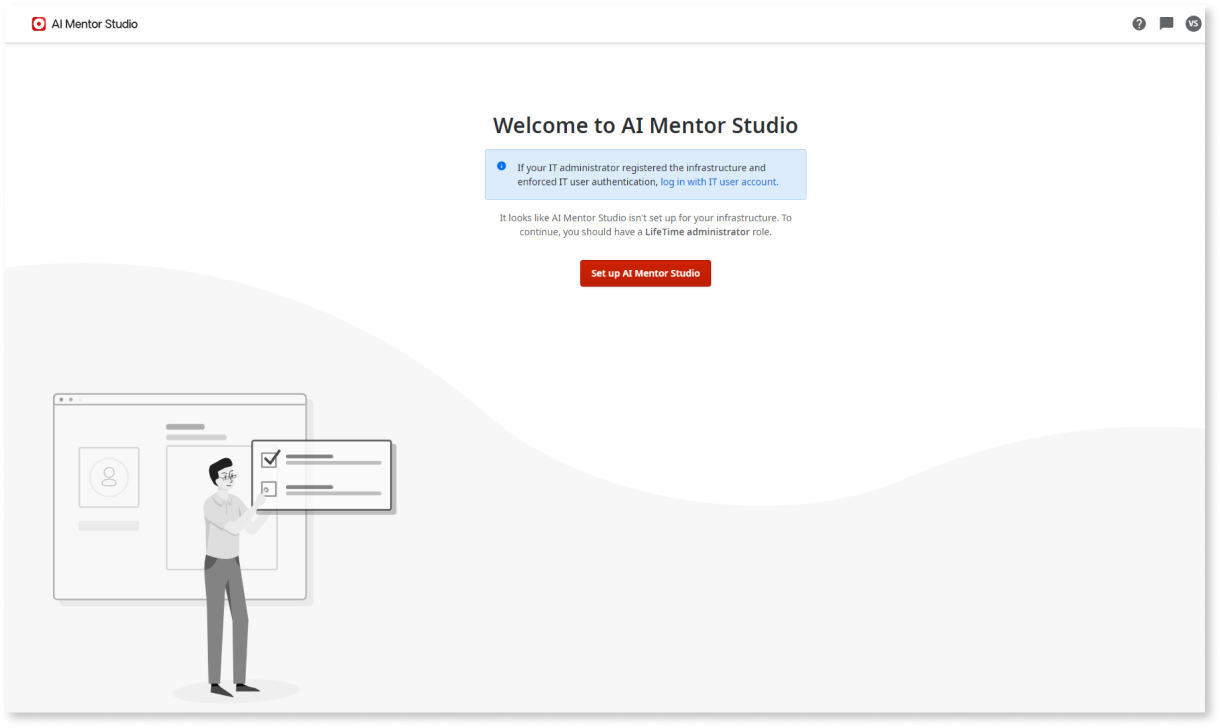 AI Mentor Studio
VS
Welcome to AI Mentor Studio
If your IT administrator registered the infrastructure and
enforced IT user authentication, log in with IT user account.
It looks like AI Mentor Studio isn't set up for your infrastructure. To
continue, you should have a LifeTime administrator role.
Set up AI Mentor Studio